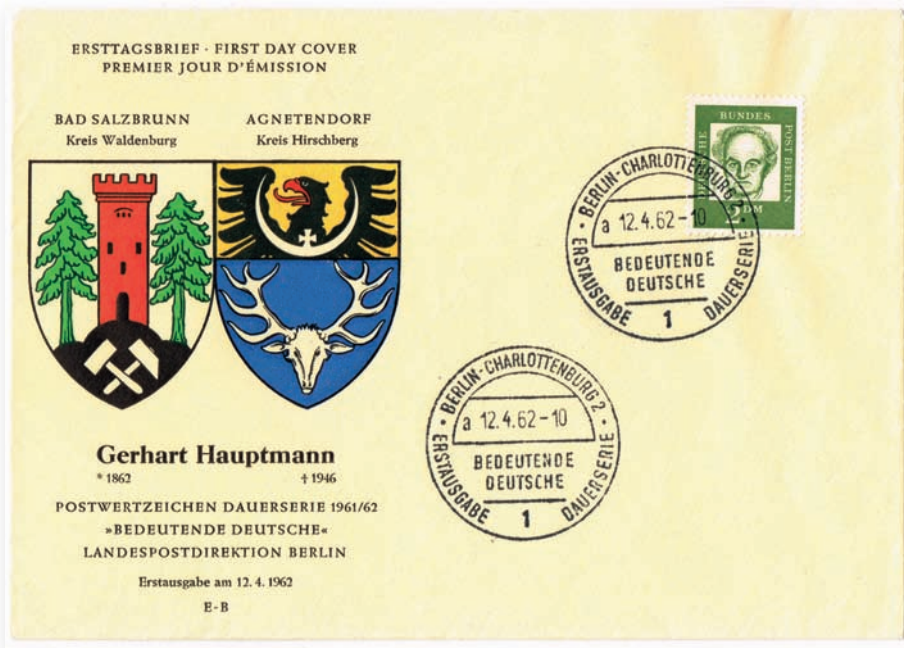 ERSTTAGSBRIEF · FIRST DAY COVER
PREMIER JOUR D'ÉMISSION
BAD SALZBRUNN
Kreis Waldenburg
AGNETENDORF
Kreis Hirschberg
Gerhart Hauptmann
* 1862 † 1946
POSTWERTZEICHEN DAUERSERIE 1961/62
»BEDEUTENDE DEUTSCHE«
LANDESPOSTDIREKTION BERLIN
Erstausgabe am 12. 4. 1962
E-B
DEUTSCHE
BUNDES
POST BERLIN
2 DM
· BERLIN-CHARLOTTENBURG 2 ·
a 12.4.62-10
BEDEUTENDE
DEUTSCHE
1
ERSTAUSGABE DAUERSERIE
· BERLIN-CHARLOTTENBURG 2 ·
a 12.4.62-10
BEDEUTENDE
DEUTSCHE
1
ERSTAUSGABE DAUERSERIE